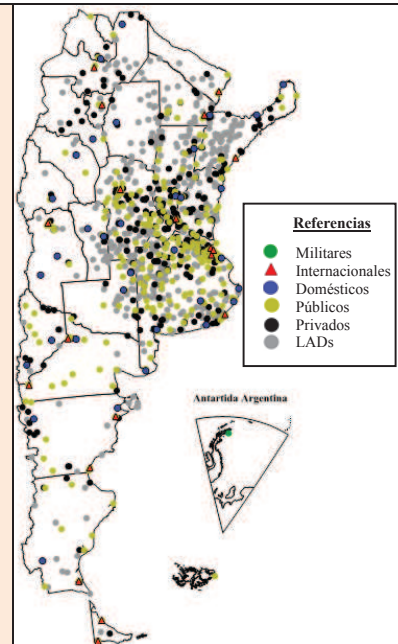 Referencias
Militares
Internacionales
Domésticos
Públicos
Privados
LADs
Antartida Argentina